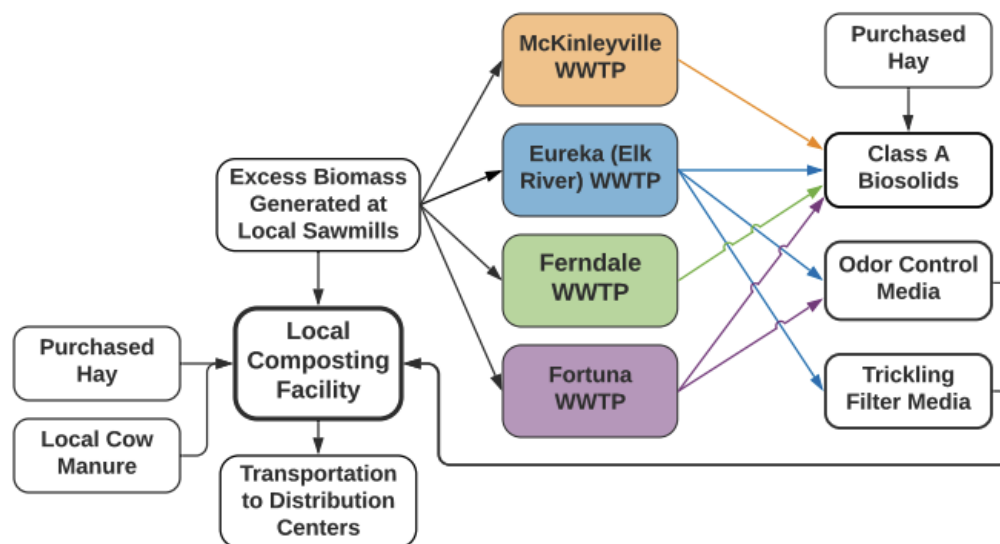 McKinleyville
WWTP
Purchased
Hay
Eureka (Elk
River) WWTP
Class A
Biosolids
Excess Biomass
Generated at
Local Sawmills
Ferndale
WWTP
Odor Control
Media
Local
Composting
Facility
Purchased
Hay
Fortuna
WWTP
Trickling
Filter Media
Local Cow
Manure
Transportation
to Distribution
Centers